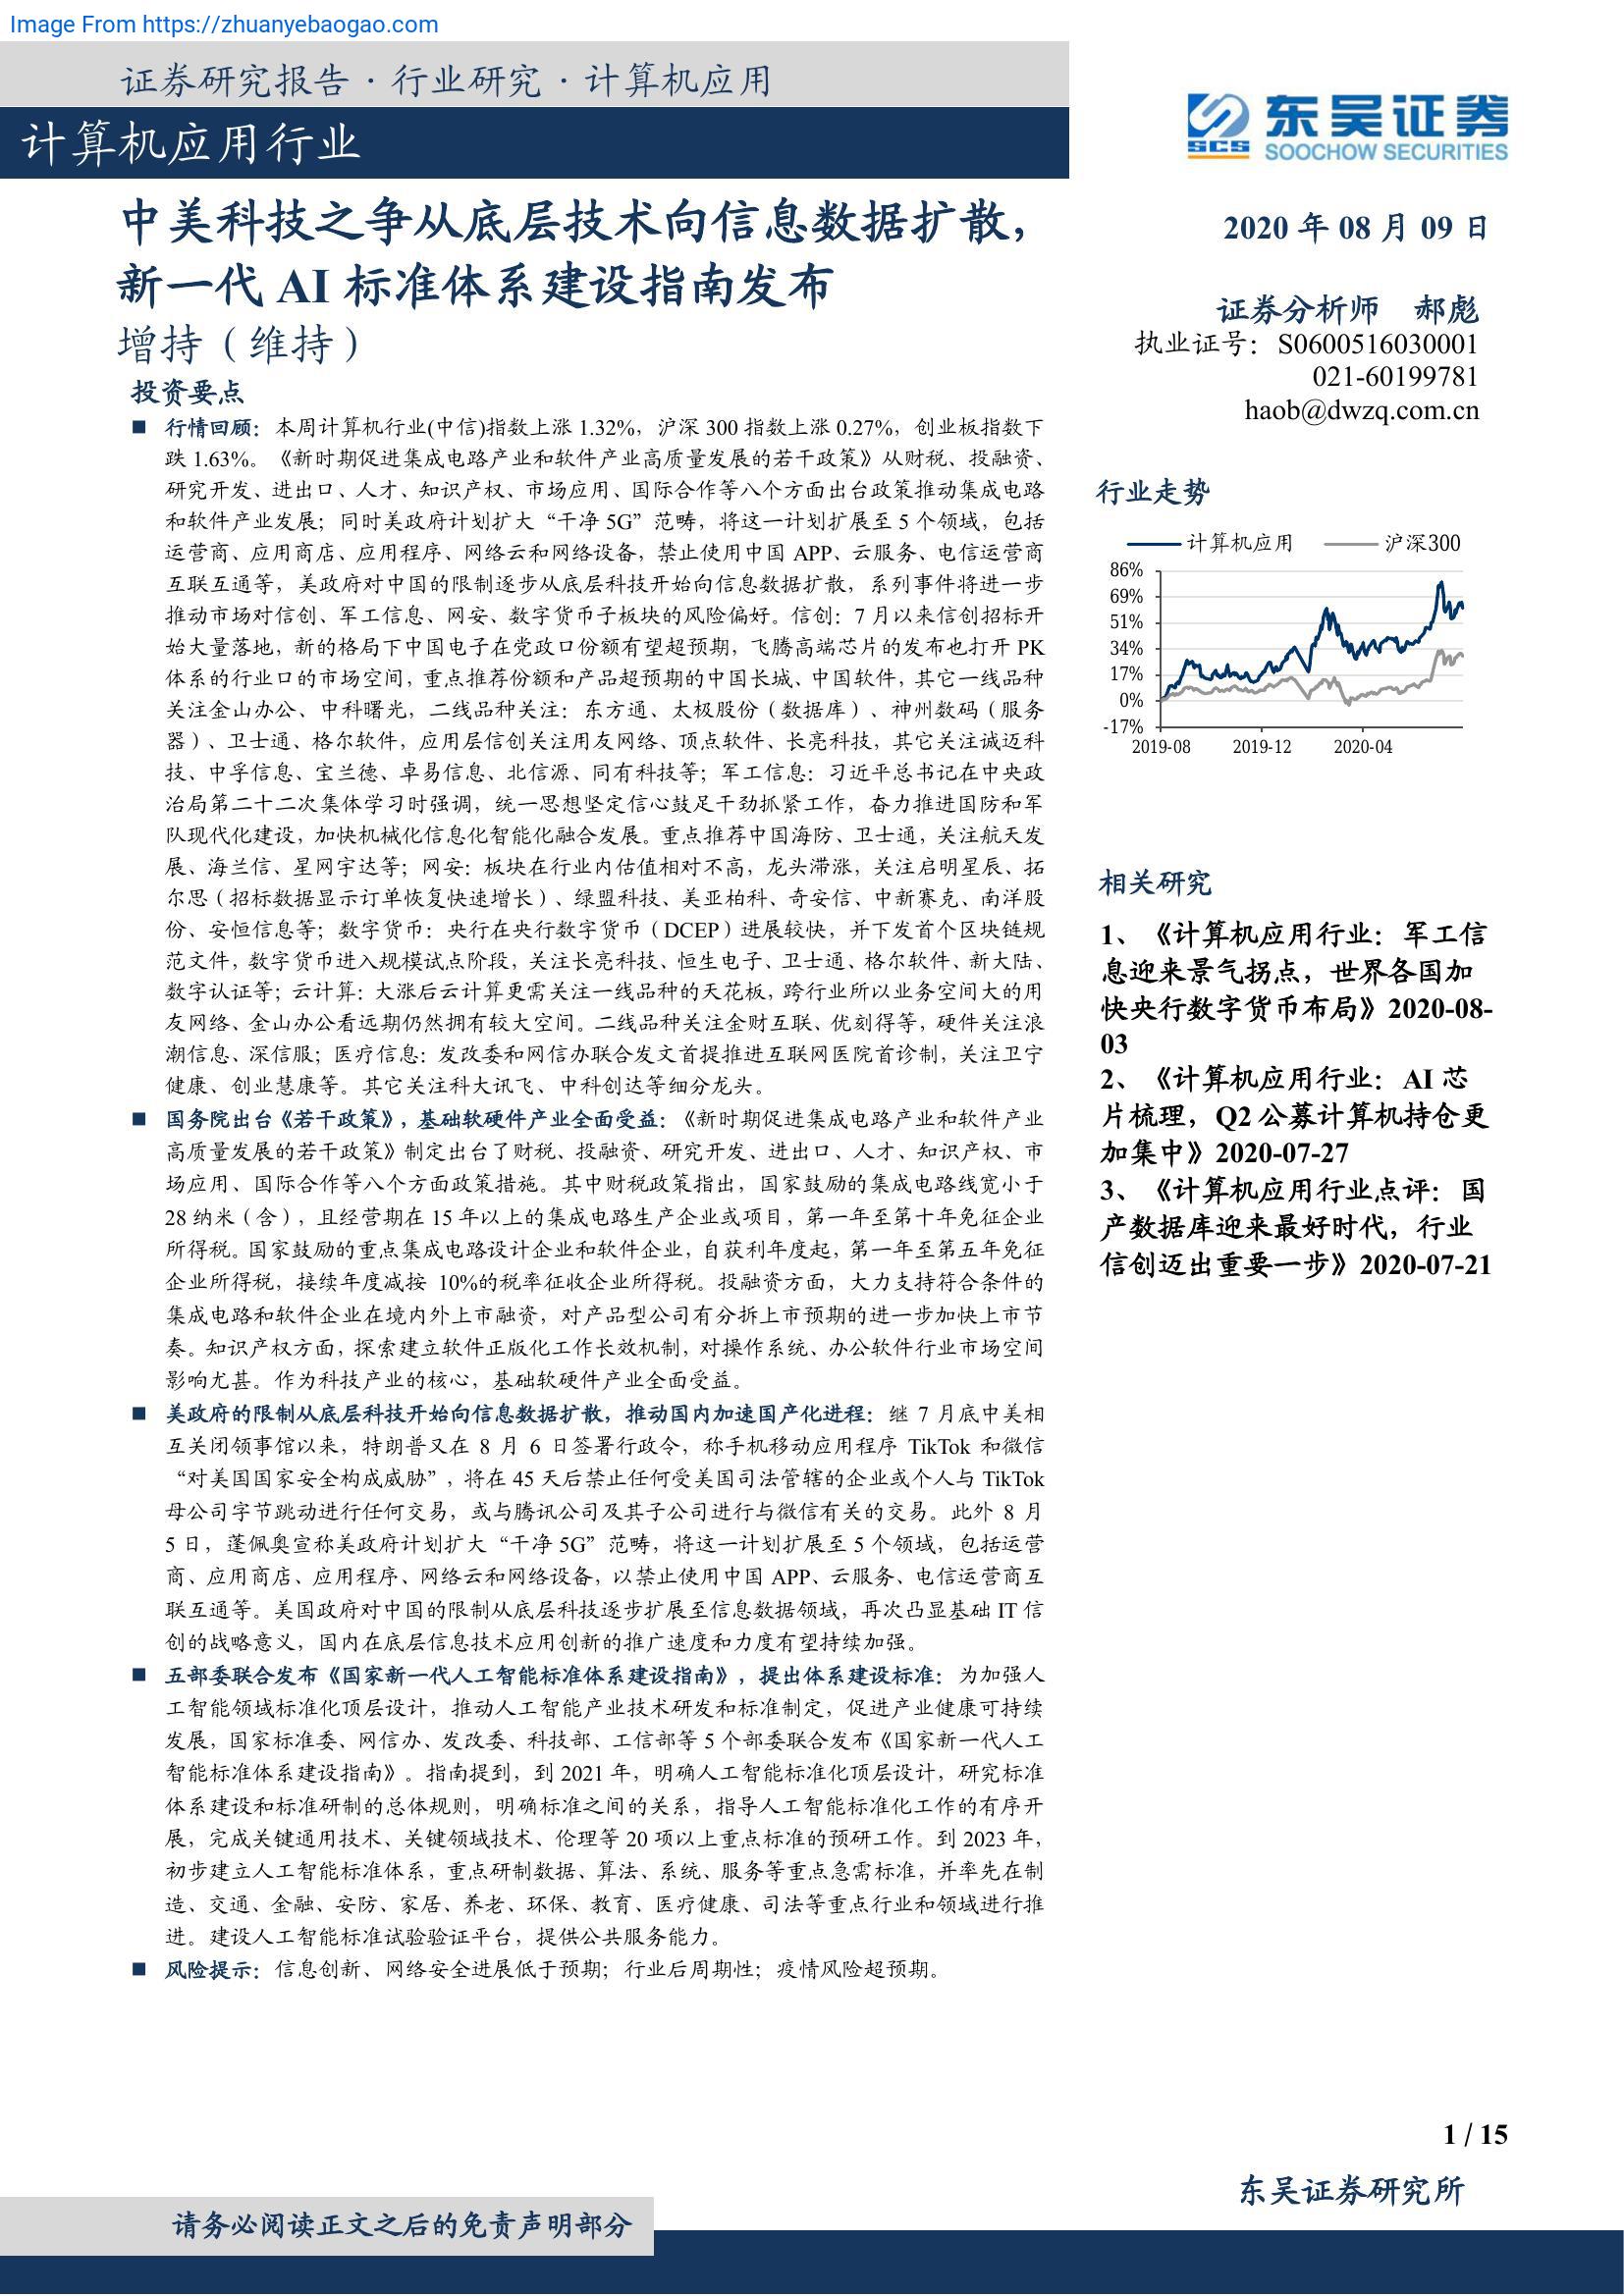 Image From https://zhuanyebaogao.com
证券研究报告·行业研究·计算机应用
计算机应用行业
SCS 东吴证券
SOOCHOW SECURITIES
中美科技之争从底层技术向信息数据扩散，
新一代 AI 标准体系建设指南发布
增持（维持）
投资要点
■ 行情回顾：本周计算机行业(中信)指数上涨 1.32%，沪深 300 指数上涨 0.27%，创业板指数下
跌 1.63%。《新时期促进集成电路产业和软件产业高质量发展的若干政策》从财税、投融资、
研究开发、进出口、人才、知识产权、市场应用、国际合作等八个方面出台政策推动集成电路
和软件产业发展；同时美政府计划扩大“干净 5G”范畴，将这一计划扩展至 5 个领域，包括
运营商、应用商店、应用程序、网络云和网络设备，禁止使用中国 APP、云服务、电信运营商
互联互通等，美政府对中国的限制逐步从底层科技开始向信息数据扩散，系列事件将进一步
推动市场对信创、军工信息、网安、数字货币子板块的风险偏好。信创：7 月以来信创招标开
始大量落地，新的格局下中国电子在党政口份额有望超预期，飞腾高端芯片的发布也打开 PK
体系的行业口的市场空间，重点推荐份额和产品超预期的中国长城、中国软件，其它一线品种
关注金山办公、中科曙光，二线品种关注：东方通、太极股份（数据库）、神州数码（服务
器）、卫士通、格尔软件，应用层信创关注用友网络、顶点软件、长亮科技，其它关注诚迈科
技、中孚信息、宝兰德、卓易信息、北信源、同有科技等；军工信息：习近平总书记在中央政
治局第二十二次集体学习时强调，统一思想坚定信心鼓足干劲抓紧工作，奋力推进国防和军
队现代化建设，加快机械化信息化智能化融合发展。重点推荐中国海防、卫士通，关注航天发
展、海兰信、星网宇达等；网安：板块在行业内估值相对不高，龙头滞涨，关注启明星辰、拓
尔思（招标数据显示订单恢复快速增长）、绿盟科技、美亚柏科、奇安信、中新赛克、南洋股
份、安恒信息等；数字货币：央行在央行数字货币（DCEP）进展较快，并下发首个区块链规
范文件，数字货币进入规模试点阶段，关注长亮科技、恒生电子、卫士通、格尔软件、新大陆、
数字认证等；云计算：大涨后云计算更需关注一线品种的天花板，跨行业所以业务空间大的用
友网络、金山办公看远期仍然拥有较大空间。二线品种关注金财互联、优刻得等，硬件关注浪
潮信息、深信服；医疗信息：发改委和网信办联合发文首提推进互联网医院首诊制，关注卫宁
健康、创业慧康等。其它关注科大讯飞、中科创达等细分龙头。
■ 国务院出台《若干政策》，基础软硬件产业全面受益：《新时期促进集成电路产业和软件产业
高质量发展的若干政策》制定出台了财税、投融资、研究开发、进出口、人才、知识产权、市
场应用、国际合作等八个方面政策措施。其中财税政策指出，国家鼓励的集成电路线宽小于
28 纳米（含），且经营期在 15 年以上的集成电路生产企业或项目，第一年至第十年免征企业
所得税。国家鼓励的重点集成电路设计企业和软件企业，自获利年度起，第一年至第五年免征
企业所得税，接续年度减按 10%的税率征收企业所得税。投融资方面，大力支持符合条件的
集成电路和软件企业在境内外上市融资，对产品型公司有分拆上市预期的进一步加快上市节
奏。知识产权方面，探索建立软件正版化工作长效机制，对操作系统、办公软件行业市场空间
影响尤甚。作为科技产业的核心，基础软硬件产业全面受益。
■ 美政府的限制从底层科技开始向信息数据扩散，推动国内加速国产化进程：继 7 月底中美相
互关闭领事馆以来，特朗普又在 8 月 6 日签署行政令，称手机移动应用程序 TikTok 和微信
“对美国国家安全构成威胁”，将在 45 天后禁止任何受美国司法管辖的企业或个人与 TikTok
母公司字节跳动进行任何交易，或与腾讯公司及其子公司进行与微信有关的交易。此外 8 月
5 日，蓬佩奥宣称美政府计划扩大“干净 5G”范畴，将这一计划扩展至 5 个领域，包括运营
商、应用商店、应用程序、网络云和网络设备，以禁止使用中国 APP、云服务、电信运营商互
联互通等。美国政府对中国的限制从底层科技逐步扩展至信息数据领域，再次凸显基础 IT 信
创的战略意义，国内在底层信息技术应用创新的推广速度和力度有望持续加强。
■ 五部委联合发布《国家新一代人工智能标准体系建设指南》，提出体系建设标准：为加强人
工智能领域标准化顶层设计，推动人工智能产业技术研发和标准制定，促进产业健康可持续
发展，国家标准委、网信办、发改委、科技部、工信部等 5 个部委联合发布《国家新一代人工
智能标准体系建设指南》。指南提到，到 2021 年，明确人工智能标准化顶层设计，研究标准
体系建设和标准研制的总体规则，明确标准之间的关系，指导人工智能标准化工作的有序开
展，完成关键通用技术、关键领域技术、伦理等 20 项以上重点标准的预研工作。到 2023 年，
初步建立人工智能标准体系，重点研制数据、算法、系统、服务等重点急需标准，并率先在制
造、交通、金融、安防、家居、养老、环保、教育、医疗健康、司法等重点行业和领域进行推
进。建设人工智能标准试验验证平台，提供公共服务能力。
■ 风险提示：信息创新、网络安全进展低于预期；行业后周期性；疫情风险超预期。
2020 年 08 月 09 日
证券分析师 郝彪
执业证号：S0600516030001
021-60199781
haob@dwzq.com.cn
行业走势
计算机应用 沪深300
86%
69%
51%
34%
17%
0%
-17%
2019-08 2019-12 2020-04
相关研究
1、《计算机应用行业：军工信
息迎来景气拐点，世界各国加
快央行数字货币布局》2020-08-
03
2、《计算机应用行业：AI 芯
片梳理，Q2 公募计算机持仓更
加集中》2020-07-27
3、《计算机应用行业点评：国
产数据库迎来最好时代，行业
信创迈出重要一步》2020-07-21
1 / 15
东吴证券研究所
请务必阅读正文之后的免责声明部分